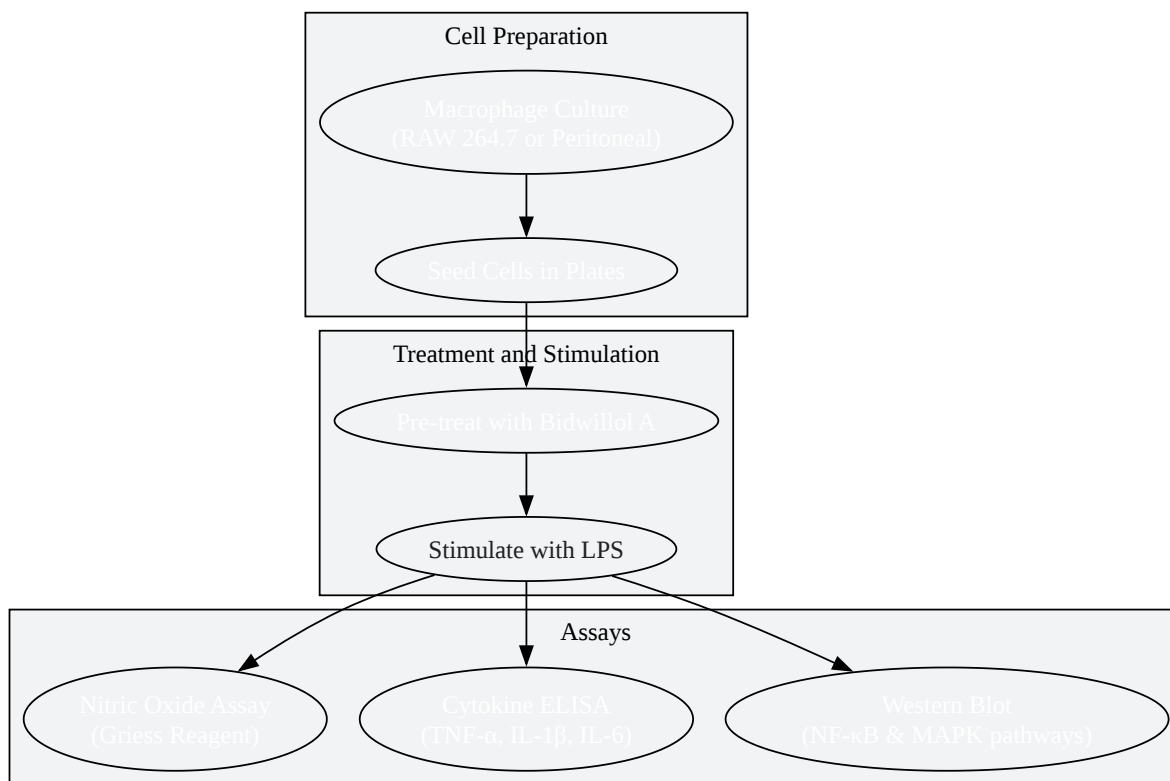 Cell Preparation
Macrophage Culture
(RAW 264.7 or Peritoneal)
Seed Cells in Plates
Treatment and Stimulation
Pre-treat with Bidwillol A
Stimulate with LPS
Assays
Nitric Oxide Assay
(Griess Reagent)
Cytokine ELISA
(TNF-α, IL-1β, IL-6)
Western Blot
(NF-κB & MAPK pathways)